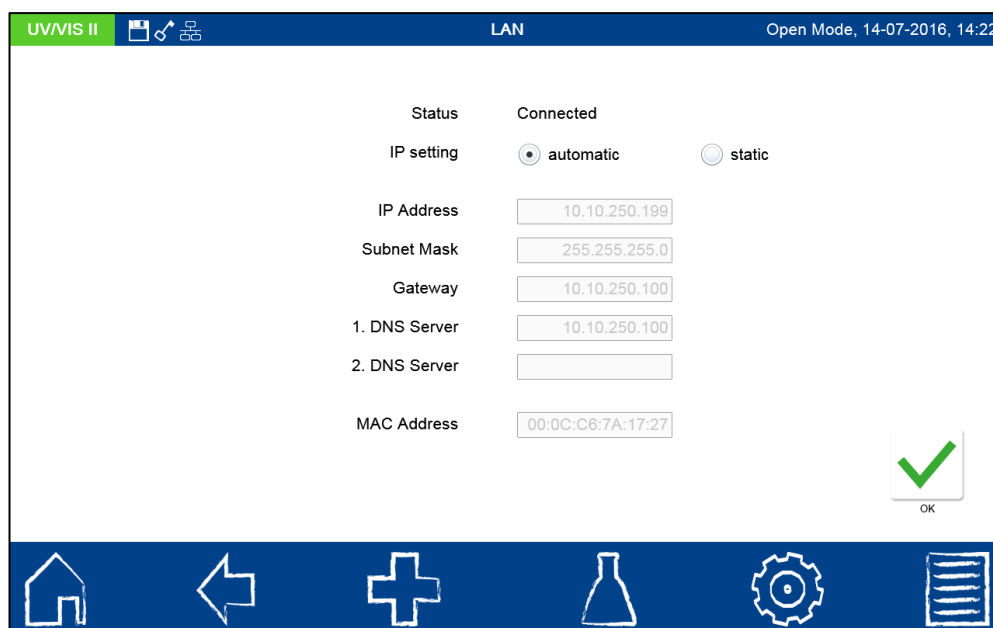 UV/VIS II LAN Open Mode, 14-07-2016, 14:22
Status Connected
IP setting automatic static
IP Address 10.10.250.199
Subnet Mask 255.255.255.0
Gateway 10.10.250.100
1. DNS Server 10.10.250.100
2. DNS Server
MAC Address 00:0C:C6:7A:17:27
OK